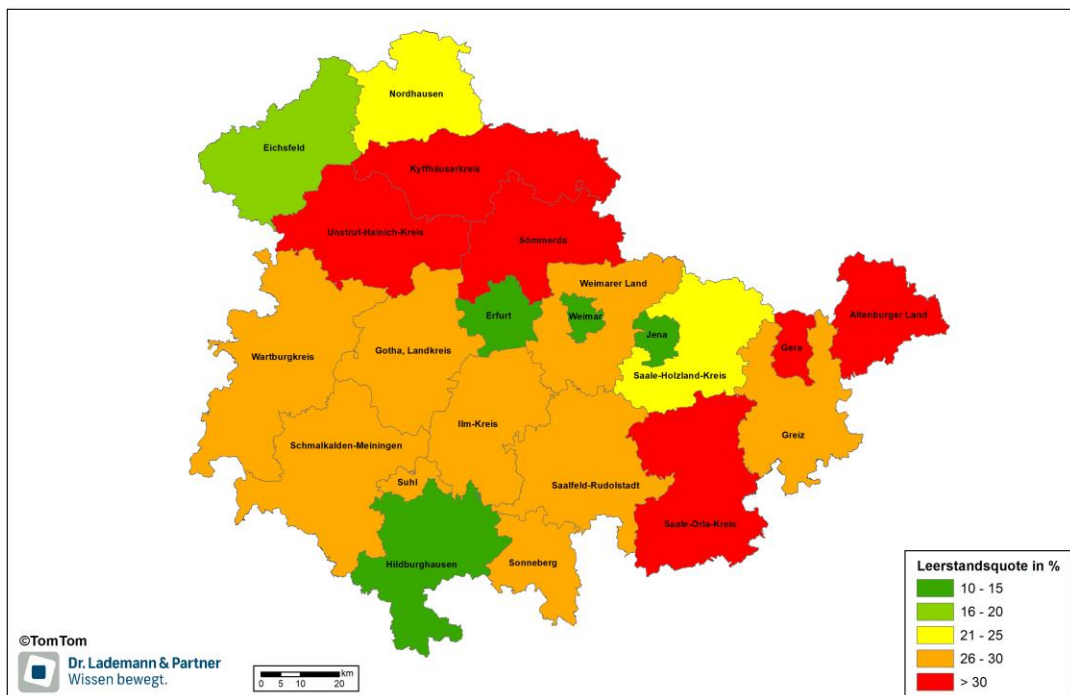 Nordhausen
Eichsfeld
Kyffhäuserkreis
Unstrut-Hainich-Kreis
Sömmerda
Weimarer Land
Erfurt
Weimar
Jena
Altenburger Land
Gera
Wartburgkreis
Gotha, Landkreis
Saale-Holzland-Kreis
Ilm-Kreis
Greiz
Schmalkalden-Meiningen
Suhl
Saalfeld-Rudolstadt
Saale-Orla-Kreis
Hildburghausen
Sonneberg
Leerstandsquote in %
10 - 15
16 - 20
21 - 25
26 - 30
> 30
©TomTom
Dr. Lademann & Partner
Wissen bewegt.
km
0 5 10 20